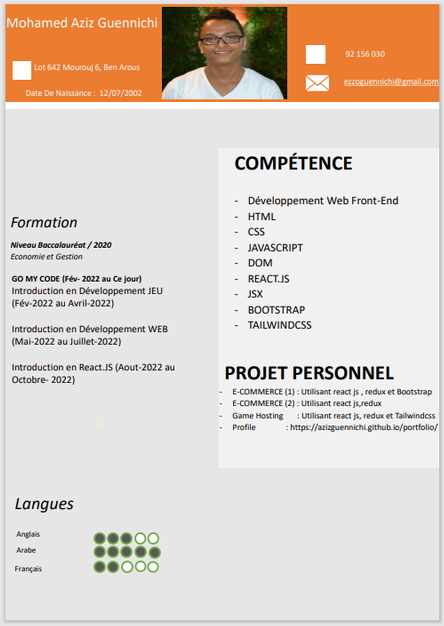 Mohamed Aziz Guennichi
Lot 642 Mourouj 6, Ben Arous
Date De Naissance : 12/07/2002
92 156 030
ezzoguennichi@gmail.com
Formation
Niveau Baccalauréat / 2020
Economie et Gestion
GO MY CODE (Fév- 2022 au Ce jour)
Introduction en Développement JEU
(Fév-2022 au Avril-2022)
Introduction en Développement WEB
(Mai-2022 au Juillet-2022)
Introduction en React.JS (Aout-2022 au
Octobre- 2022)
Langues
Anglais
Arabe
Français
COMPÉTENCE
- Développement Web Front-End
- HTML
- CSS
- JAVASCRIPT
- DOM
- REACT.JS
- JSX
- BOOTSTRAP
- TAILWINDCSS
PROJET PERSONNEL
- E-COMMERCE (1) : Utilisant react js , redux et Bootstrap
- E-COMMERCE (2) : Utilisant react js,redux
- Game Hosting : Utilisant react js, redux et Tailwindcss
- Profile : https://azizguennichi.github.io/portfolio/